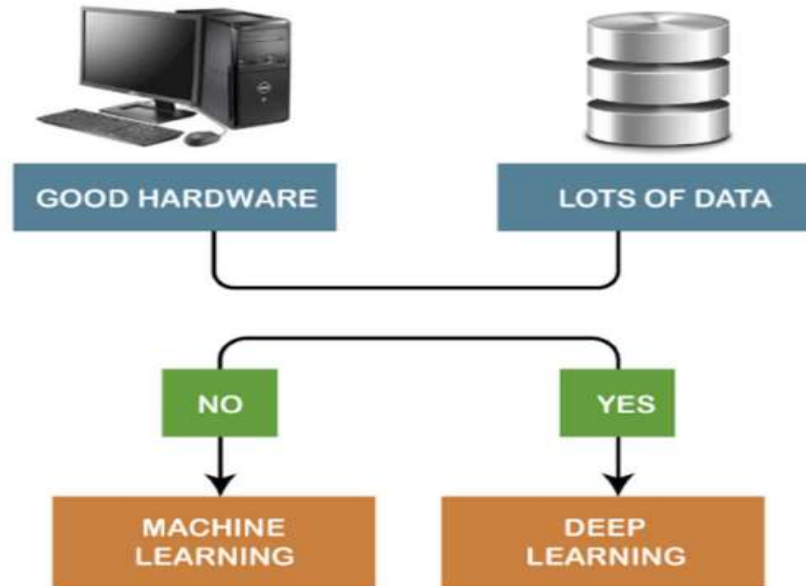 GOOD HARDWARE
LOTS OF DATA
NO
YES
MACHINE
LEARNING
DEEP
LEARNING